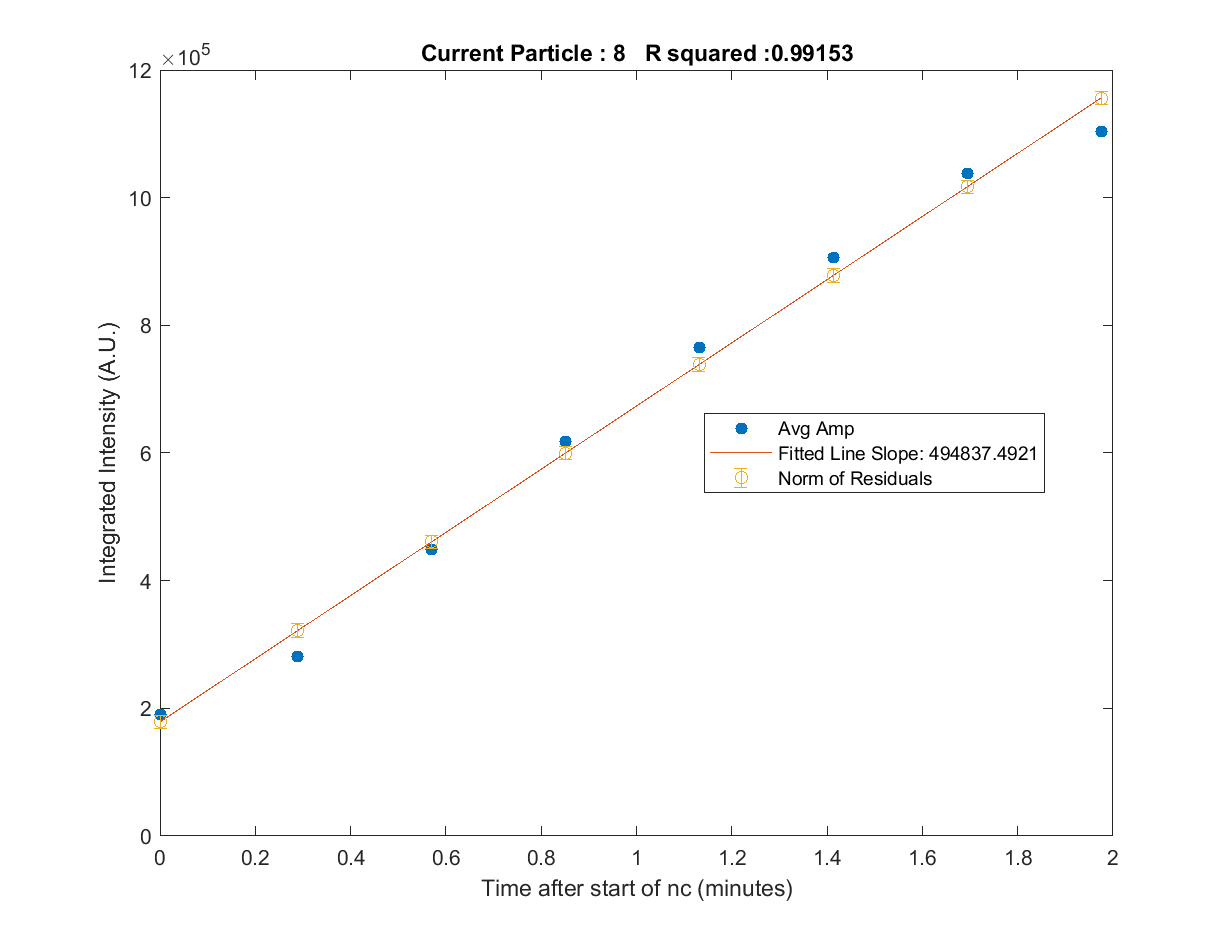 Current Particle : 8 R squared :0.99153
×10^5
12
10
8
6
4
2
0
Integrated Intensity (A.U.)
Avg Amp
Fitted Line Slope: 494837.4921
Norm of Residuals
0 0.2 0.4 0.6 0.8 1 1.2 1.4 1.6 1.8 2
Time after start of nc (minutes)